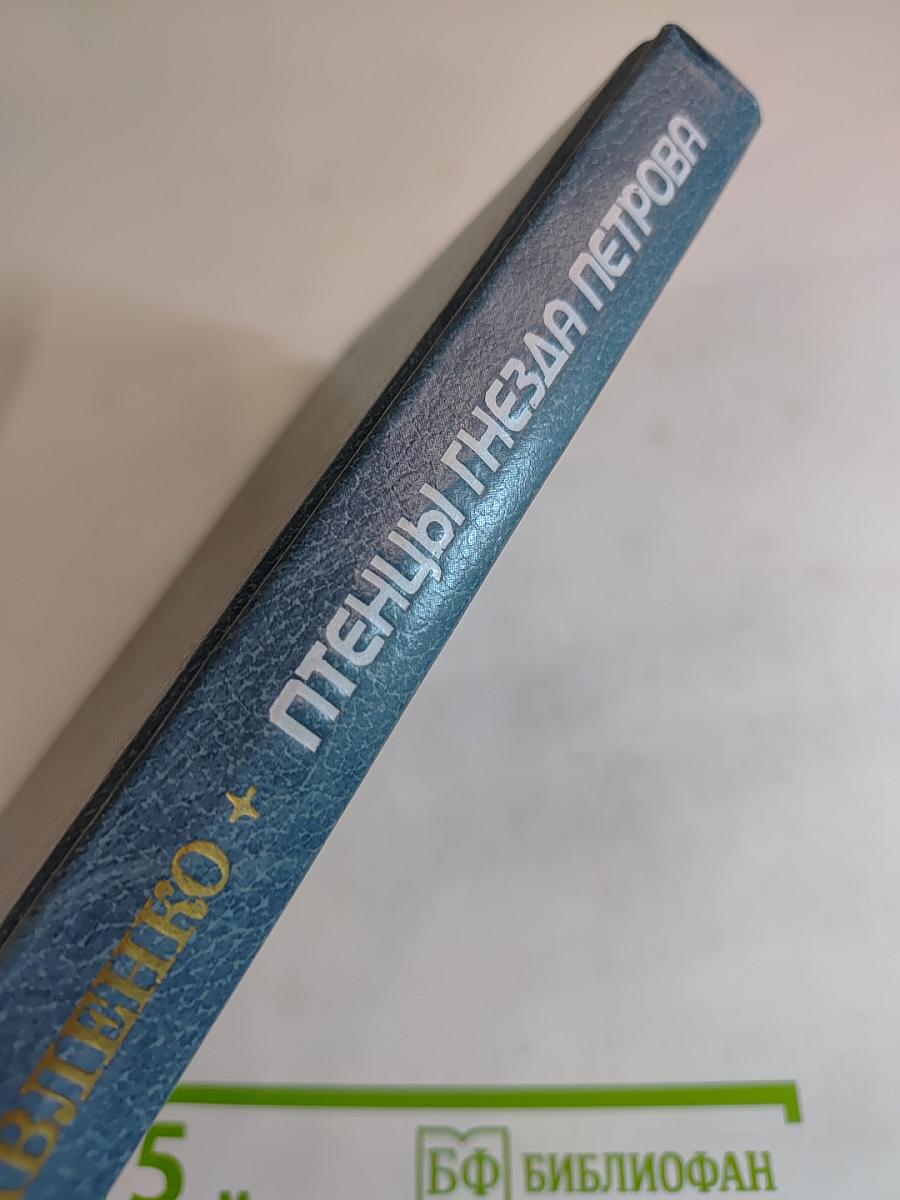 ВЛЕНКО ✦ ПТЕНЦЫ ГНЕЗДА ПЕТРОВА
5
БФ БИБЛИОФАН